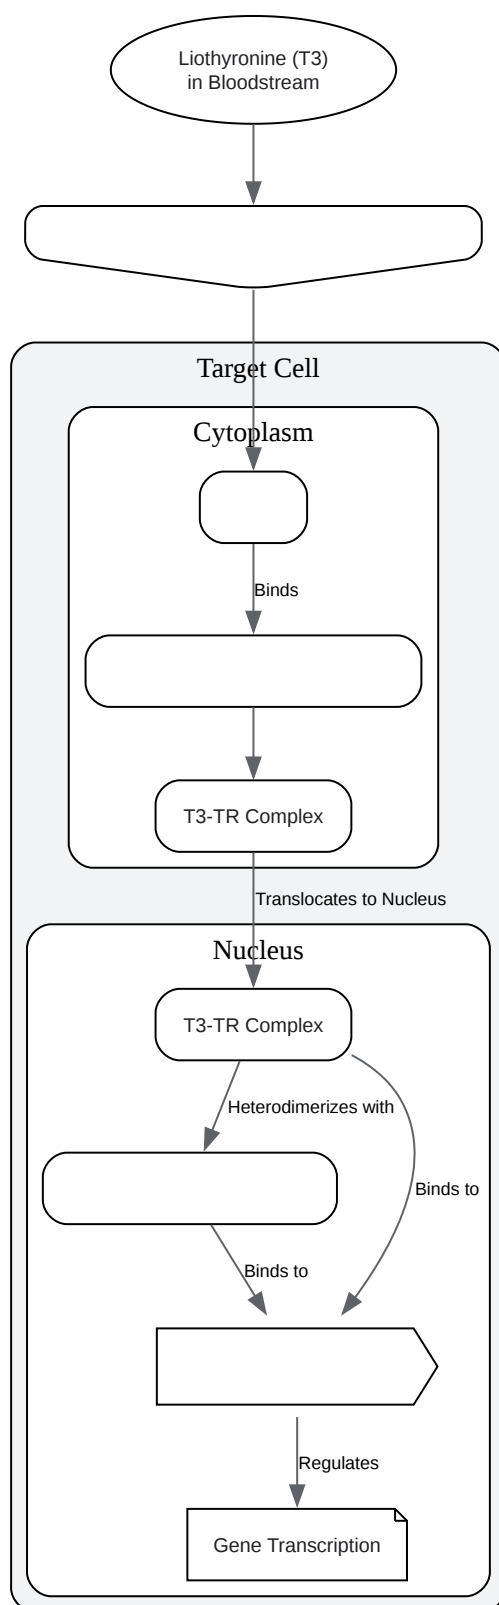 Liothyronine (T3)
in Bloodstream
Target Cell
Cytoplasm
Binds
T3-TR Complex
Translocates to Nucleus
Nucleus
T3-TR Complex
Heterodimerizes with
Binds to
Binds to
Regulates
Gene Transcription